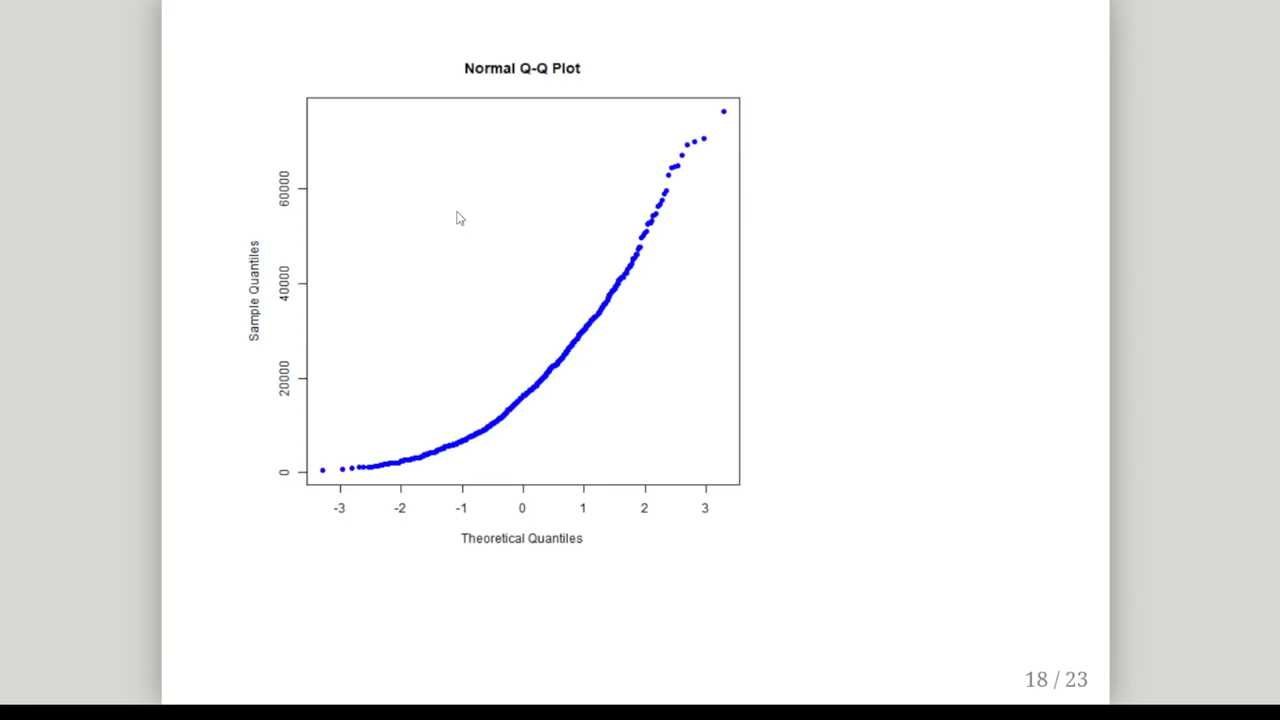 Normal Q-Q Plot
Sample Quantiles
60000
40000
20000
0
-3 -2 -1 0 1 2 3
Theoretical Quantiles
18 / 23